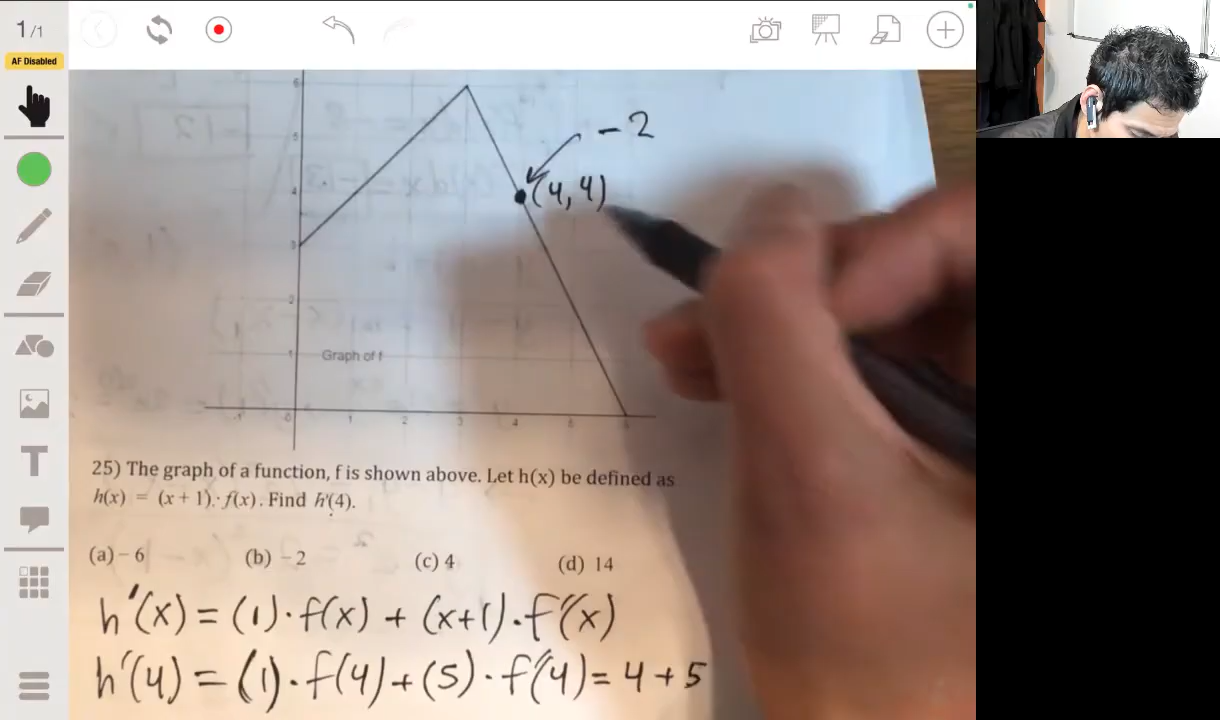 1/1
AF Disabled
6
5
4
3
2
1
-1
0
1
2
3
4
5
6
-2
(4,4)
Graph of f
25) The graph of a function, f is shown above. Let h(x) be defined as
h(x) = (x + 1) · f(x). Find h'(4).
(a) – 6 (b) – 2 (c) 4 (d) 14
h'(x) = (1) · f(x) + (x+1) · f'(x)
h'(4) = (1) · f(4) + (5) · f'(4) = 4 + 5
T